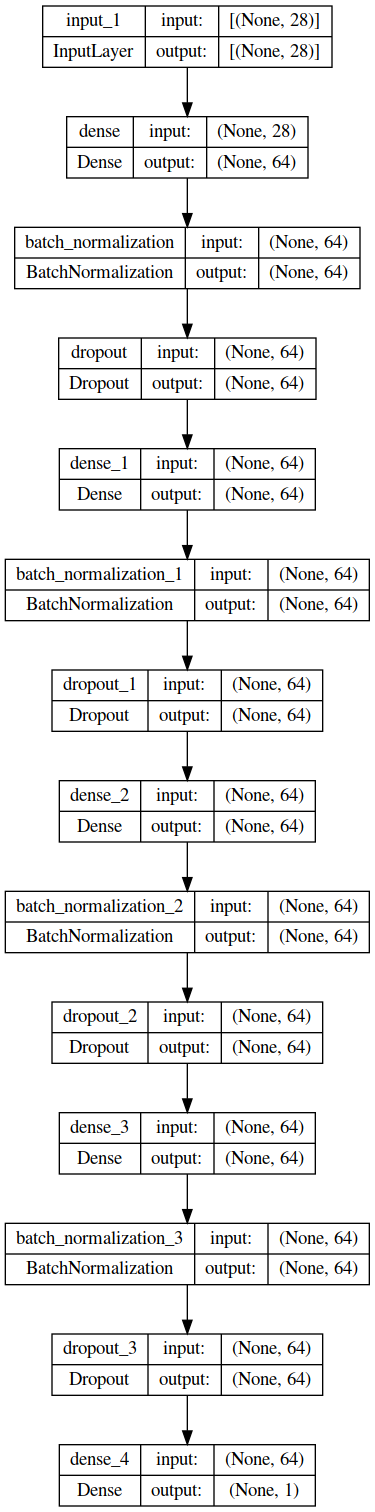 input_1 input: [(None, 28)]
InputLayer output: [(None, 28)]
dense input: (None, 28)
Dense output: (None, 64)
batch_normalization input: (None, 64)
BatchNormalization output: (None, 64)
dropout input: (None, 64)
Dropout output: (None, 64)
dense_1 input: (None, 64)
Dense output: (None, 64)
batch_normalization_1 input: (None, 64)
BatchNormalization output: (None, 64)
dropout_1 input: (None, 64)
Dropout output: (None, 64)
dense_2 input: (None, 64)
Dense output: (None, 64)
batch_normalization_2 input: (None, 64)
BatchNormalization output: (None, 64)
dropout_2 input: (None, 64)
Dropout output: (None, 64)
dense_3 input: (None, 64)
Dense output: (None, 64)
batch_normalization_3 input: (None, 64)
BatchNormalization output: (None, 64)
dropout_3 input: (None, 64)
Dropout output: (None, 64)
dense_4 input: (None, 64)
Dense output: (None, 1)